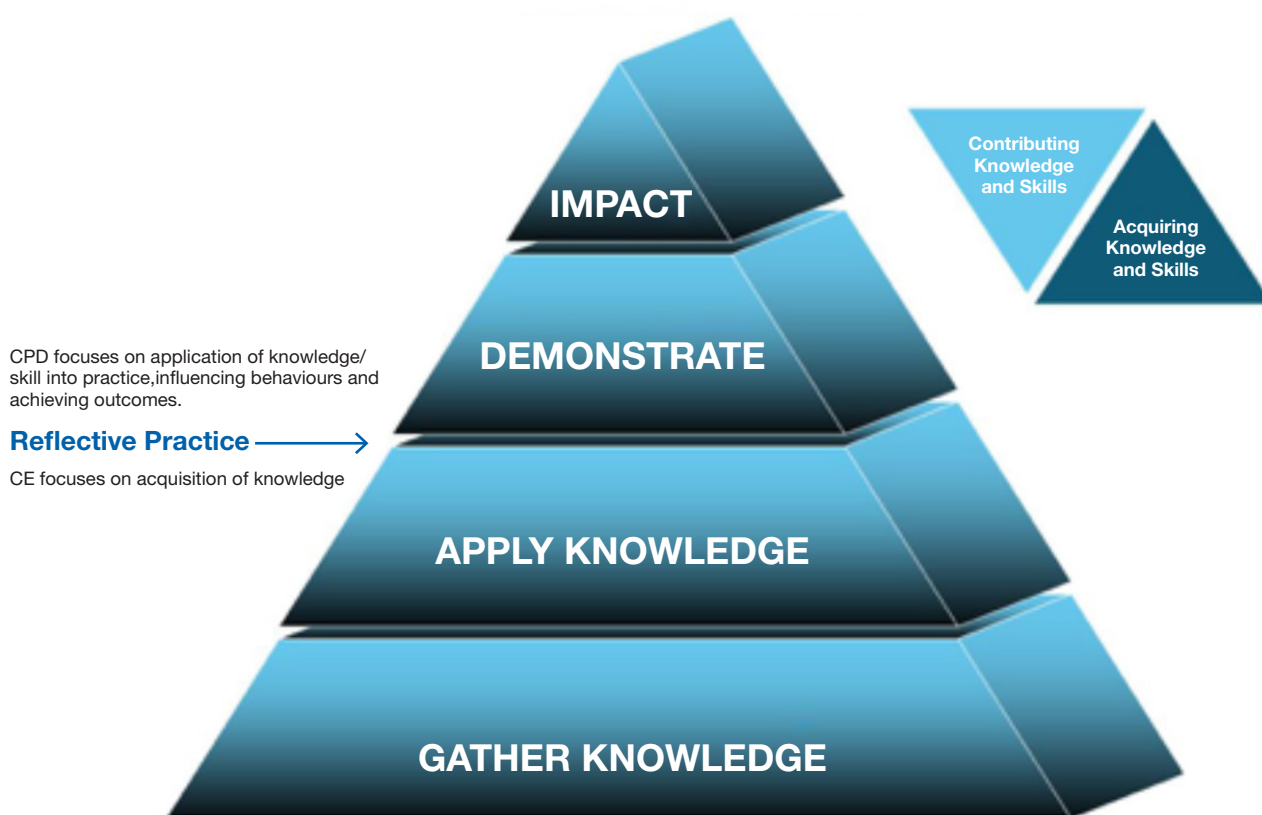 IMPACT
Contributing
Knowledge
and Skills
Acquiring
Knowledge
and Skills
DEMONSTRATE
CPD focuses on application of knowledge/
skill into practice,influencing behaviours and
achieving outcomes.
Reflective Practice
CE focuses on acquisition of knowledge
APPLY KNOWLEDGE
GATHER KNOWLEDGE